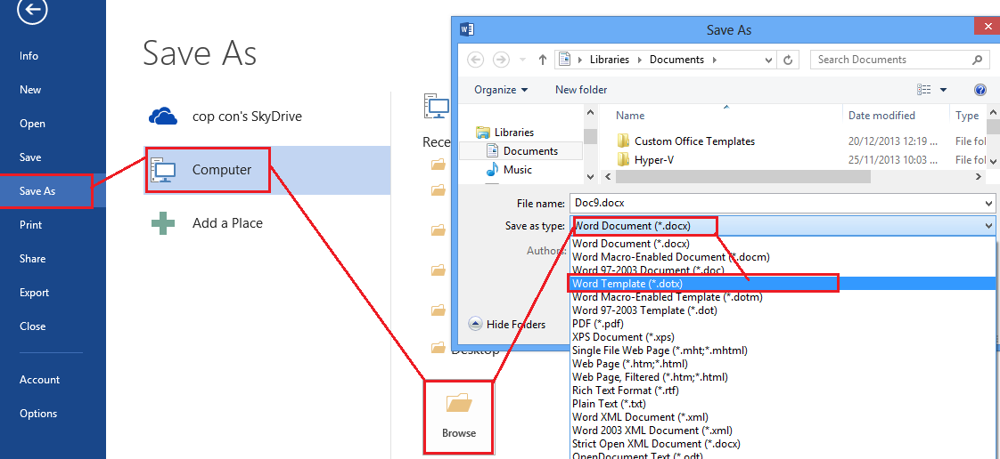 Info
New
Open
Save
Save As
Print
Share
Export
Close
Account
Options
Save As
cop con's SkyDrive
Computer
Add a Place
Rece
Desktop
Browse
Save As
Libraries
Documents
Search Documents
Organize
New folder
Libraries
Documents
Music
Name
Date modified
Type
Custom Office Templates
20/12/2013 12:19 ...
File fol
Hyper-V
25/11/2013 10:03 ...
File fol
File name:
Doc9.docx
Save as type:
Word Document (*.docx)
Authors:
Hide Folders
Word Document (*.docx)
Word Macro-Enabled Document (*.docm)
Word 97-2003 Document (*.doc)
Word Template (*.dotx)
Word Macro-Enabled Template (*.dotm)
Word 97-2003 Template (*.dot)
PDF (*.pdf)
XPS Document (*.xps)
Single File Web Page (*.mht;*.mhtml)
Web Page (*.htm;*.html)
Web Page, Filtered (*.htm;*.html)
Rich Text Format (*.rtf)
Plain Text (*.txt)
Word XML Document (*.xml)
Word 2003 XML Document (*.xml)
Strict Open XML Document (*.docx)
OpenDocument Text (*.odt)